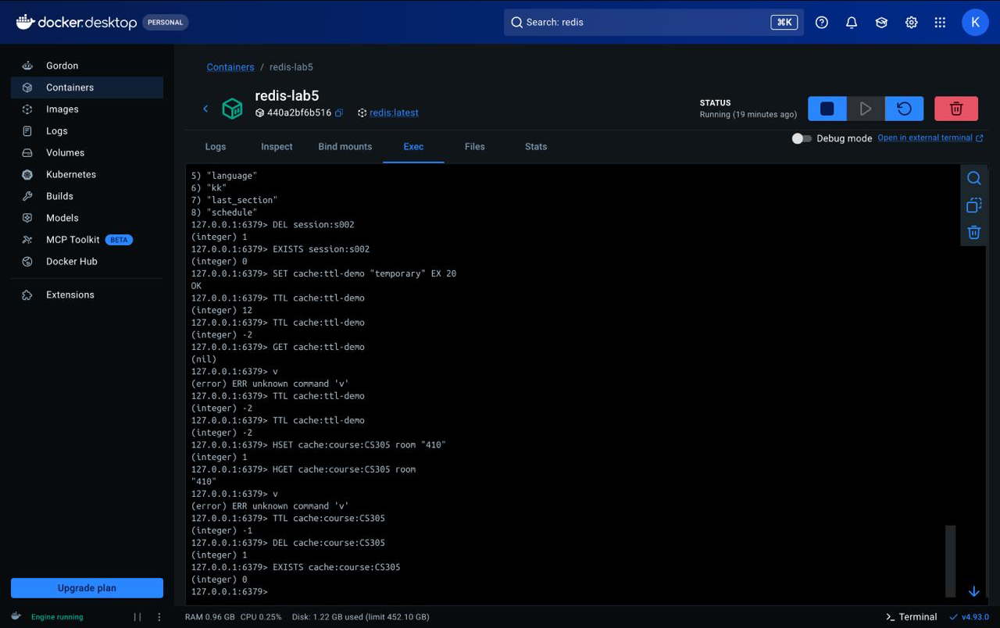 docker.desktop PERSONAL
Search: redis ⌘K
K
Gordon
Containers
Images
Logs
Volumes
Kubernetes
Builds
Models
MCP Toolkit BETA
Docker Hub
Extensions
Upgrade plan
Containers / redis-lab5
redis-lab5
440a2bf6b516 redis:latest
STATUS
Running (19 minutes ago)
Logs Inspect Bind mounts Exec Files Stats
Debug mode Open in external terminal
5) "language"
6) "kk"
7) "last_section"
8) "schedule"
127.0.0.1:6379> DEL session:s002
(integer) 1
127.0.0.1:6379> EXISTS session:s002
(integer) 0
127.0.0.1:6379> SET cache:ttl-demo "temporary" EX 20
OK
127.0.0.1:6379> TTL cache:ttl-demo
(integer) 12
127.0.0.1:6379> TTL cache:ttl-demo
(integer) -2
127.0.0.1:6379> GET cache:ttl-demo
(nil)
127.0.0.1:6379> v
(error) ERR unknown command 'v'
127.0.0.1:6379> TTL cache:ttl-demo
(integer) -2
127.0.0.1:6379> TTL cache:ttl-demo
(integer) -2
127.0.0.1:6379> HSET cache:course:CS305 room "410"
(integer) 1
127.0.0.1:6379> HGET cache:course:CS305 room
"410"
127.0.0.1:6379> v
(error) ERR unknown command 'v'
127.0.0.1:6379> TTL cache:course:CS305
(integer) -1
127.0.0.1:6379> DEL cache:course:CS305
(integer) 1
127.0.0.1:6379> EXISTS cache:course:CS305
(integer) 0
127.0.0.1:6379>
Engine running
RAM 0.96 GB CPU 0.25% Disk: 1.22 GB used (limit 452.10 GB)
Terminal v4.93.0